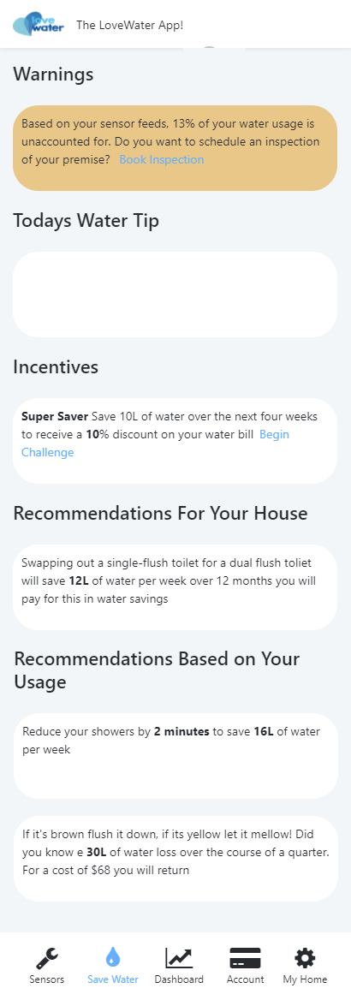 love
water
The LoveWater App!
Warnings
Based on your sensor feeds, 13% of your water usage is
unaccounted for. Do you want to schedule an inspection
of your premise? Book Inspection
Todays Water Tip
Incentives
Super Saver Save 10L of water over the next four weeks
to receive a 10% discount on your water bill Begin
Challenge
Recommendations For Your House
Swapping out a single-flush toilet for a dual flush toliet
will save 12L of water per week over 12 months you will
pay for this in water savings
Recommendations Based on Your
Usage
Reduce your showers by 2 minutes to save 16L of water
per week
If it's brown flush it down, if its yellow let it mellow! Did
you know e 30L of water loss over the course of a quarter.
For a cost of $68 you will return
Sensors Save Water Dashboard Account My Home